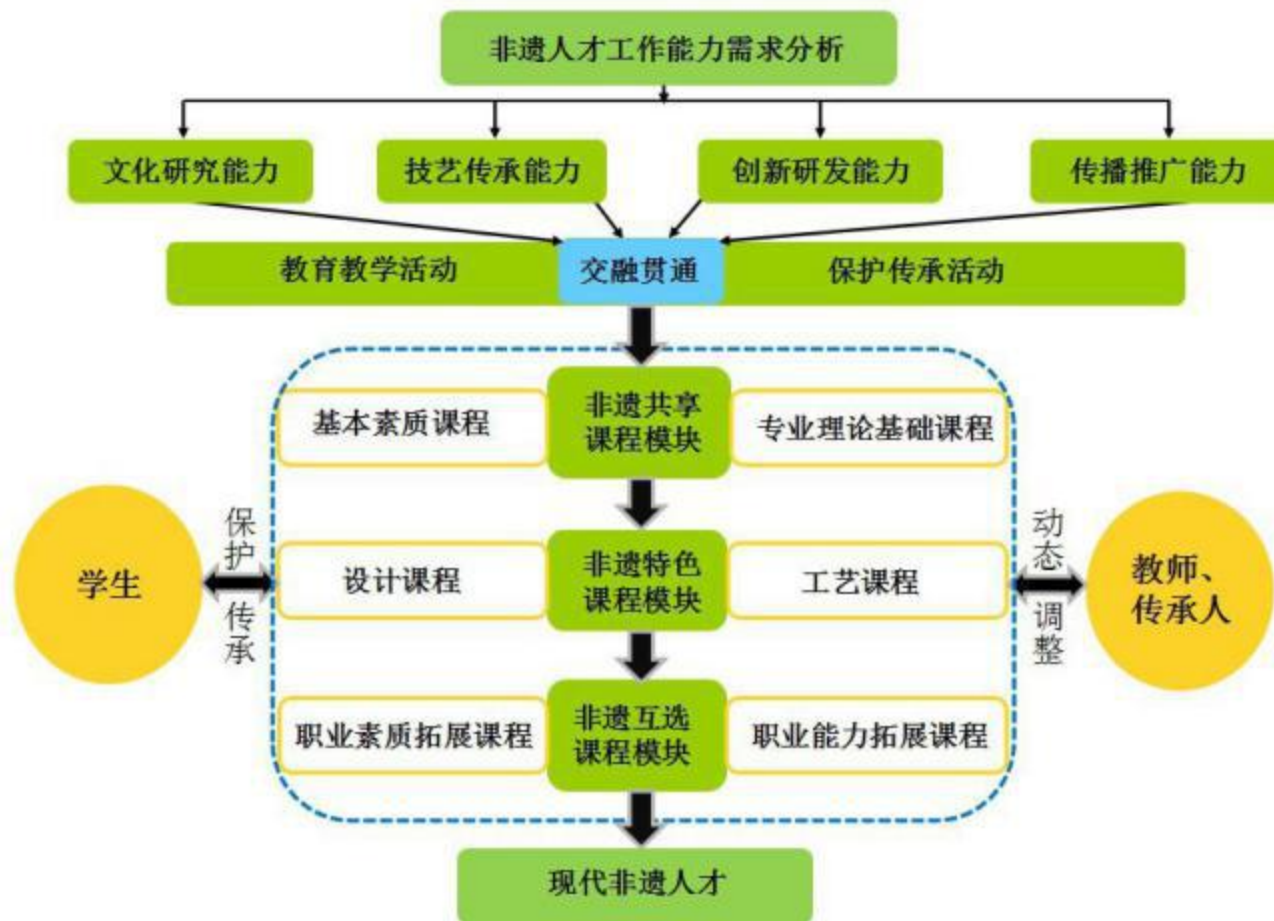 非遗人才工作能力需求分析
文化研究能力
技艺传承能力
创新研发能力
传播推广能力
教育教学活动
交融贯通
保护传承活动
基本素质课程
非遗共享
课程模块
专业理论基础课程
学生
保护
传承
设计课程
非遗特色
课程模块
工艺课程
动态
调整
教师、
传承人
职业素质拓展课程
非遗互选
课程模块
职业能力拓展课程
现代非遗人才